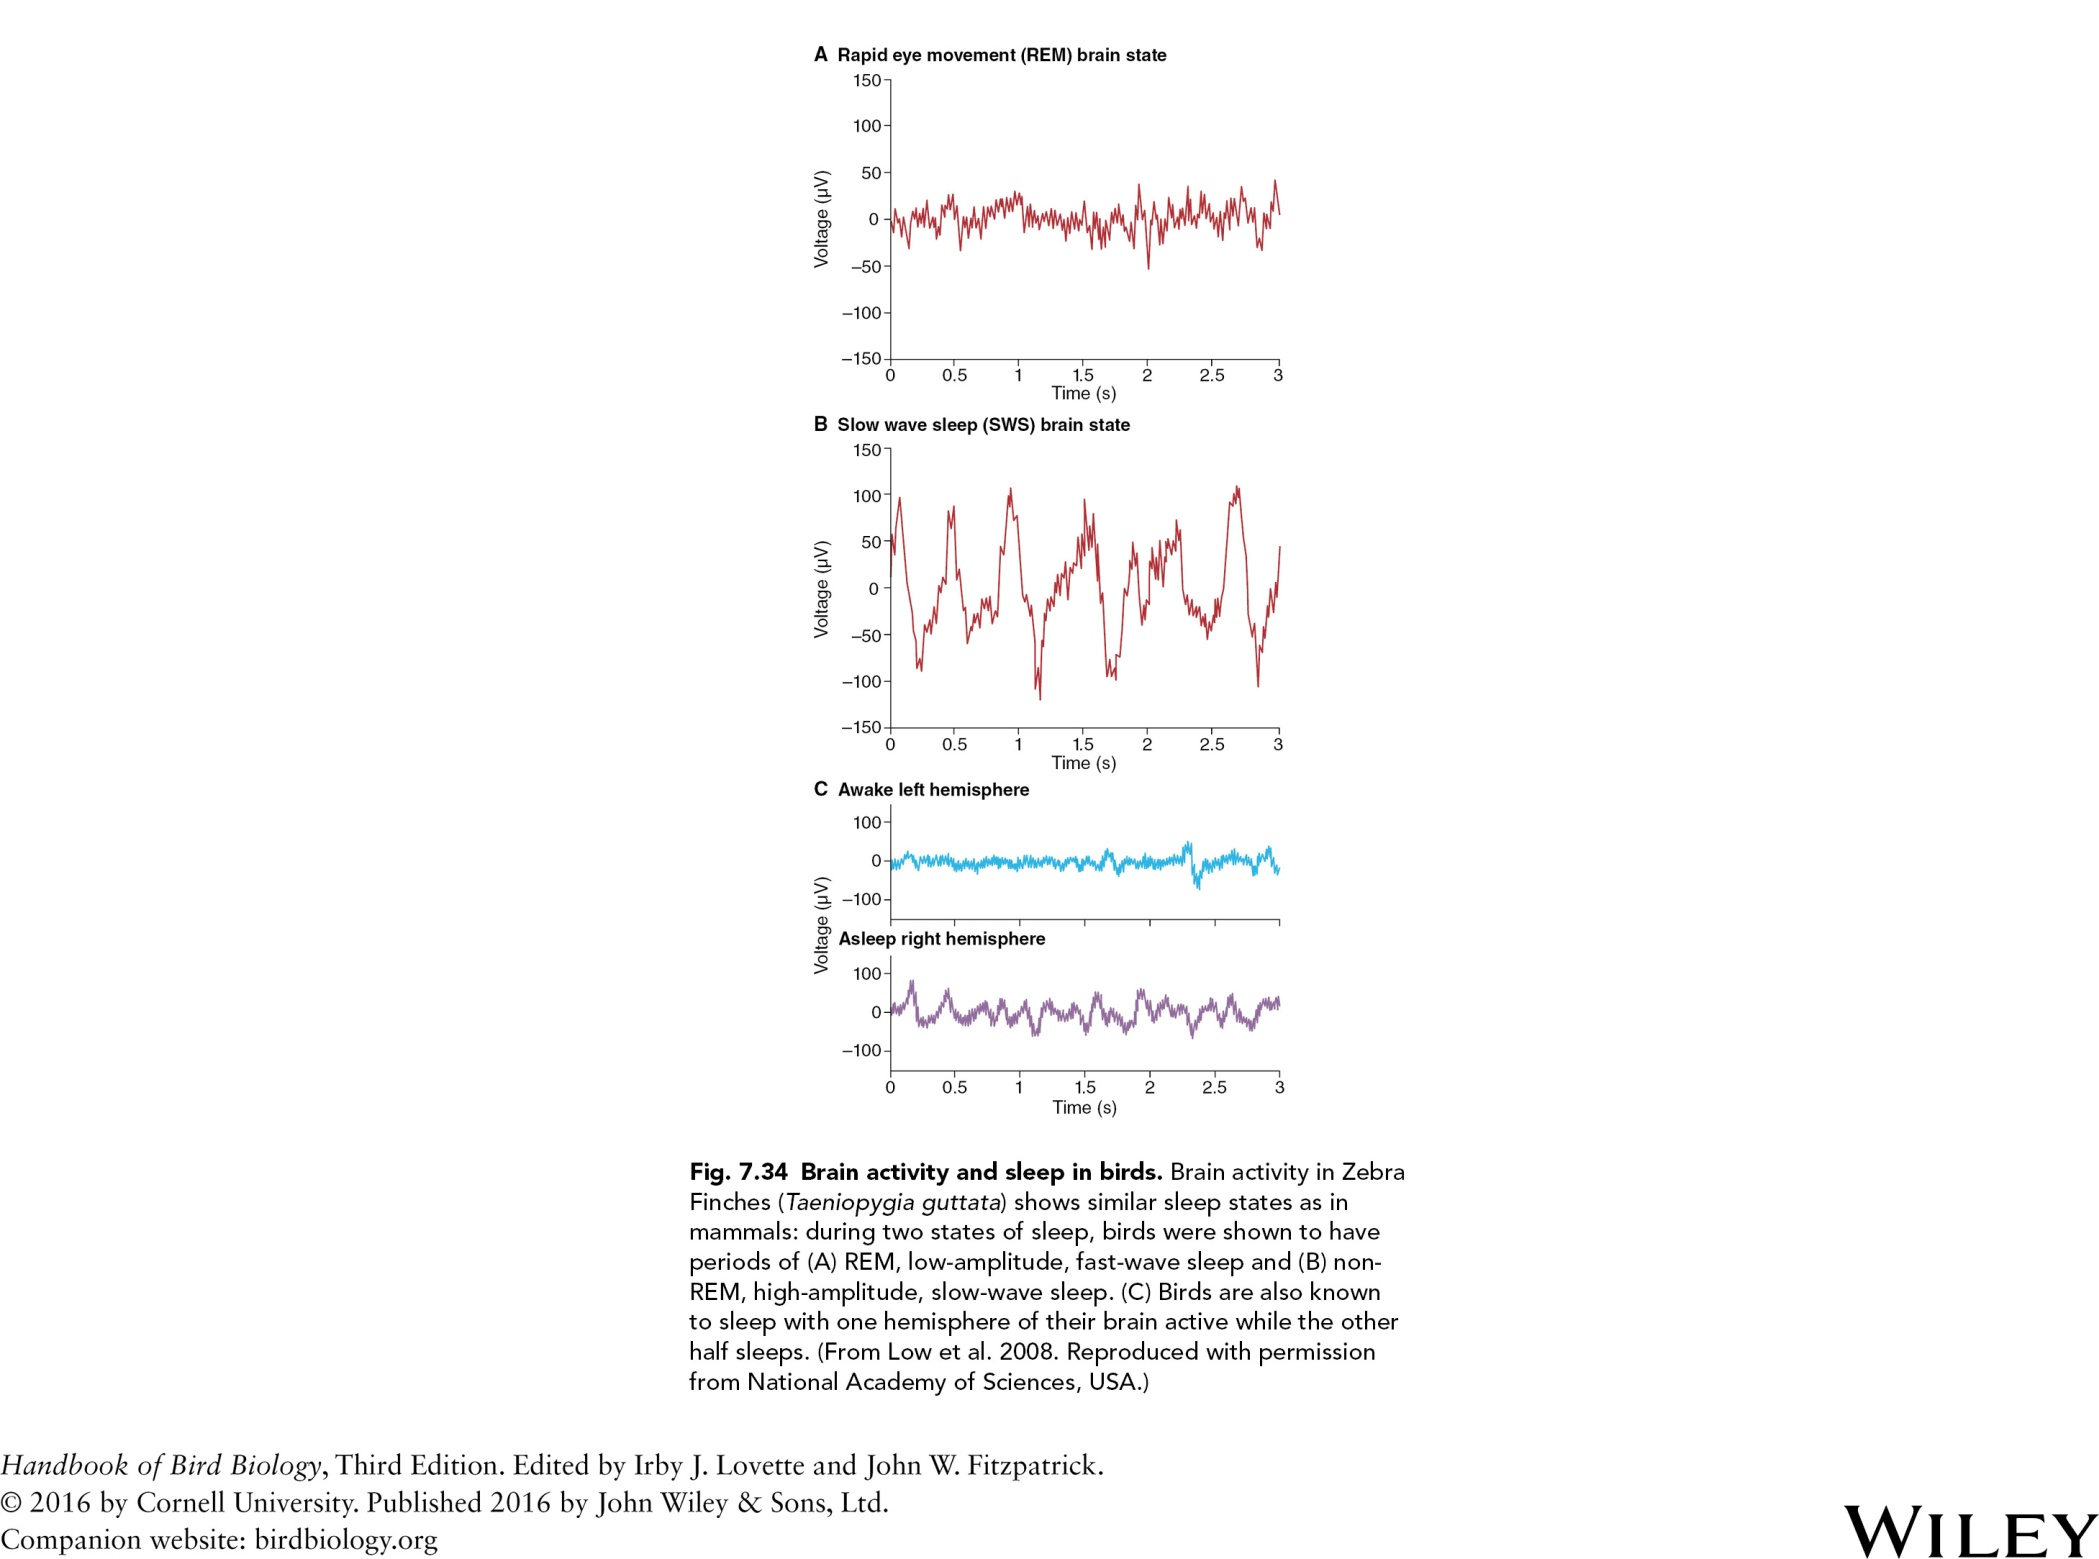 A Rapid eye movement (REM) brain state
150
100
50
0
–50
–100
–150
Voltage (µV)
0 0.5 1 1.5 2 2.5 3
Time (s)
B Slow wave sleep (SWS) brain state
150
100
50
0
–50
–100
–150
Voltage (µV)
0 0.5 1 1.5 2 2.5 3
Time (s)
C Awake left hemisphere
100
0
–100
Voltage (µV)
Asleep right hemisphere
100
0
–100
0 0.5 1 1.5 2 2.5 3
Time (s)
Fig. 7.34 Brain activity and sleep in birds. Brain activity in Zebra
Finches (Taeniopygia guttata) shows similar sleep states as in
mammals: during two states of sleep, birds were shown to have
periods of (A) REM, low-amplitude, fast-wave sleep and (B) non-
REM, high-amplitude, slow-wave sleep. (C) Birds are also known
to sleep with one hemisphere of their brain active while the other
half sleeps. (From Low et al. 2008. Reproduced with permission
from National Academy of Sciences, USA.)
Handbook of Bird Biology, Third Edition. Edited by Irby J. Lovette and John W. Fitzpatrick.
© 2016 by Cornell University. Published 2016 by John Wiley & Sons, Ltd.
Companion website: birdbiology.org
WILEY